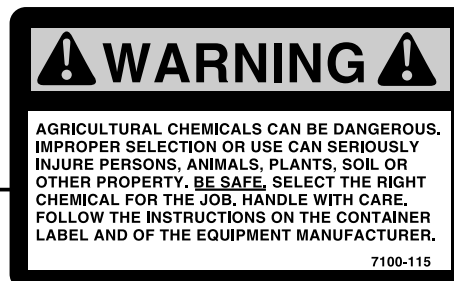 WARNING
AGRICULTURAL CHEMICALS CAN BE DANGEROUS.
IMPROPER SELECTION OR USE CAN SERIOUSLY
INJURE PERSONS, ANIMALS, PLANTS, SOIL OR
OTHER PROPERTY. BE SAFE. SELECT THE RIGHT
CHEMICAL FOR THE JOB. HANDLE WITH CARE.
FOLLOW THE INSTRUCTIONS ON THE CONTAINER
LABEL AND OF THE EQUIPMENT MANUFACTURER.
7100-115